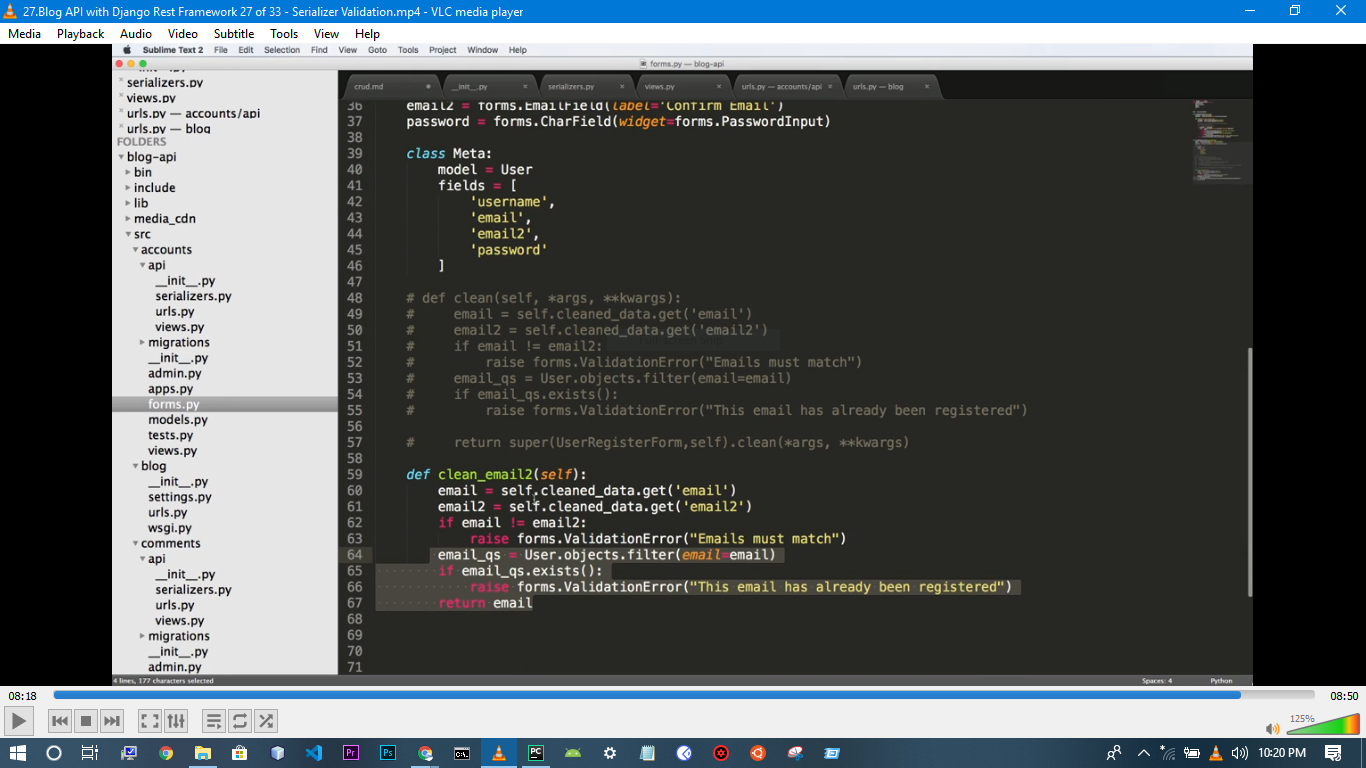 27.Blog API with Django Rest Framework 27 of 33 - Serializer Validation.mp4 - VLC media player
Media Playback Audio Video Subtitle Tools View Help
Sublime Text 2 File Edit Selection Find View Goto Tools Project Window Help
forms.py — blog-api
crud.md __init__.py serializers.py views.py urls.py — accounts/api urls.py — blog
__init__.py
serializers.py
views.py
urls.py — accounts/api
urls.py — blog
FOLDERS
blog-api
bin
include
lib
media_cdn
src
accounts
api
__init__.py
serializers.py
urls.py
views.py
migrations
__init__.py
admin.py
apps.py
forms.py
models.py
tests.py
views.py
blog
__init__.py
settings.py
urls.py
wsgi.py
comments
api
__init__.py
serializers.py
urls.py
views.py
migrations
__init__.py
admin.py
36 email2 = forms.EmailField(label='Confirm Email')
37 password = forms.CharField(widget=forms.PasswordInput)
38
39 class Meta:
40 model = User
41 fields = [
42 'username',
43 'email',
44 'email2',
45 'password'
46 ]
47
48 # def clean(self, *args, **kwargs):
49 # email = self.cleaned_data.get('email')
50 # email2 = self.cleaned_data.get('email2')
51 # if email != email2:
52 # raise forms.ValidationError("Emails must match")
53 # email_qs = User.objects.filter(email=email)
54 # if email_qs.exists():
55 # raise forms.ValidationError("This email has already been registered")
56
57 # return super(UserRegisterForm,self).clean(*args, **kwargs)
58
59 def clean_email2(self):
60 email = self.cleaned_data.get('email')
61 email2 = self.cleaned_data.get('email2')
62 if email != email2:
63 raise forms.ValidationError("Emails must match")
64 email_qs = User.objects.filter(email=email)
65 if email_qs.exists():
66 raise forms.ValidationError("This email has already been registered")
67 return email
68
69
70
71
4 lines, 177 characters selected Spaces: 4 Python
08:18 08:50
125%
10:20 PM